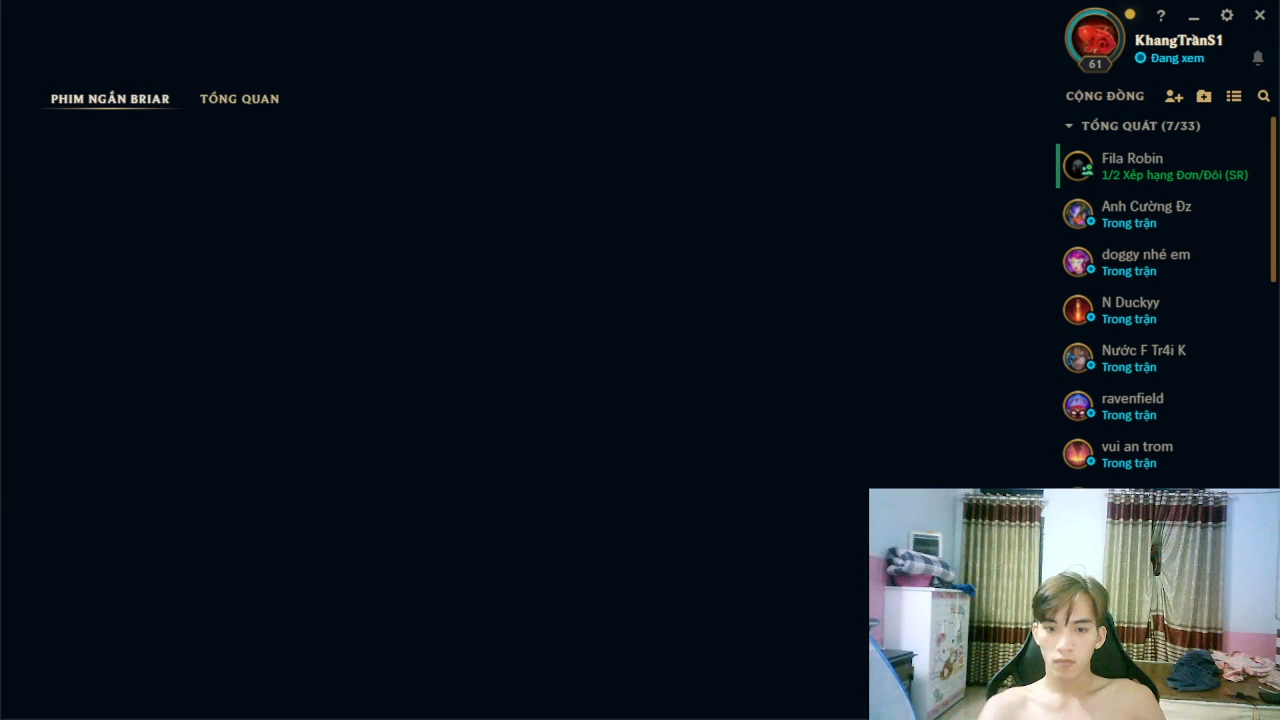 ?
KhangTrầnS1
61
Đang xem
PHIM NGẮN BRIAR
TỔNG QUAN
CỘNG ĐỒNG
TỔNG QUÁT (7/33)
Fila Robin
1/2 Xếp hạng Đơn/Đôi (SR)
Anh Cường Đz
Trong trận
doggy nhé em
Trong trận
N Duckyy
Trong trận
Nước F Tr4i K
Trong trận
ravenfield
Trong trận
vui an trom
Trong trận